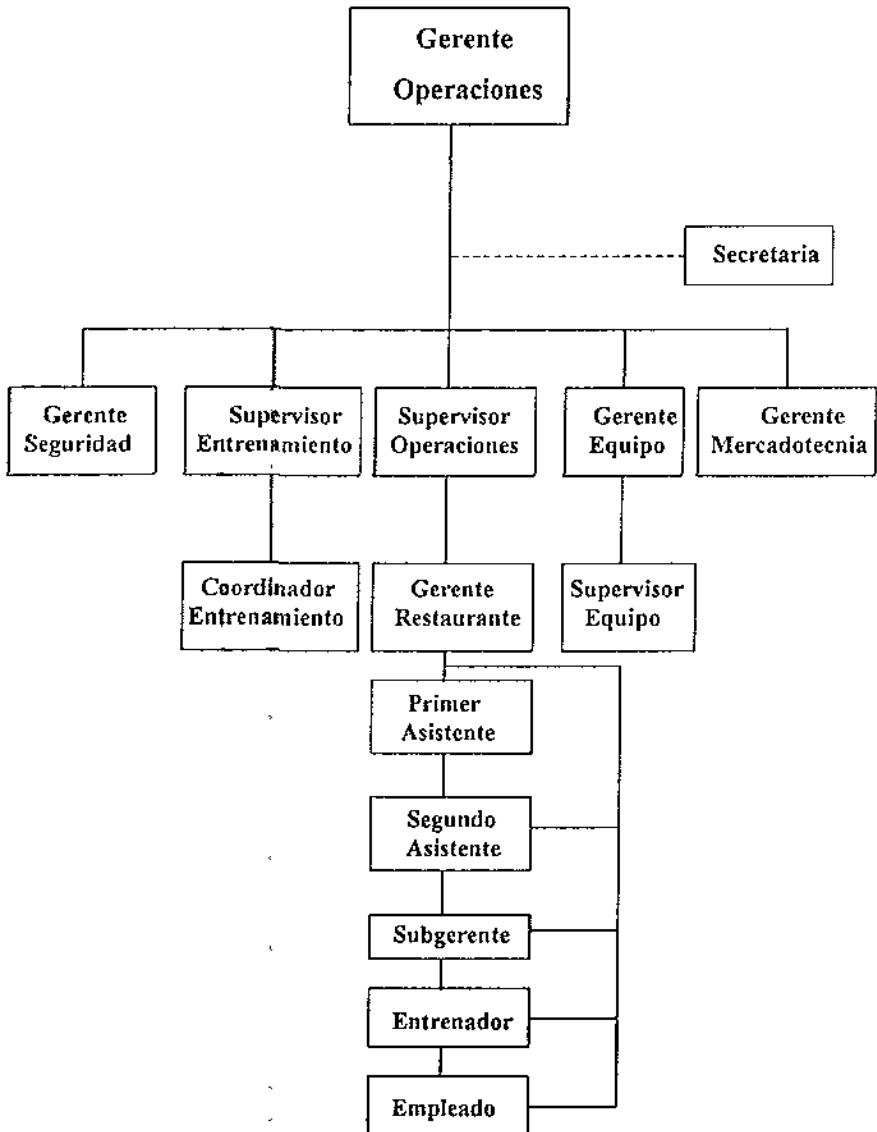 Gerente
Operaciones
Secretaria
Gerente
Seguridad
Supervisor
Entrenamiento
Supervisor
Operaciones
Gerente
Equipo
Gerente
Mercadotecnia
Coordinador
Entrenamiento
Gerente
Restaurante
Supervisor
Equipo
Primer
Asistente
Segundo
Asistente
Subgerente
Entrenador
Empleado